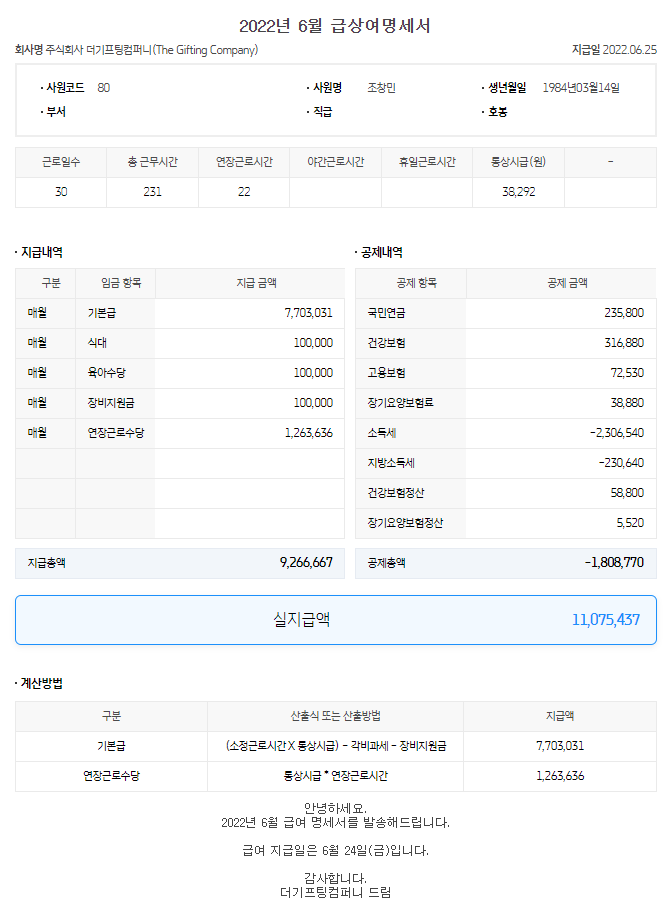 2022년 6월 급상여명세서
회사명 주식회사 더기프팅컴퍼니(The Gifting Company) 지급일 2022.06.25
· 사원코드 80 · 사원명 조창민 · 생년월일 1984년03월14일
· 부서 · 직급 · 호봉
근로일수 총 근무시간 연장근로시간 야간근로시간 휴일근로시간 통상시급(원) -
30 231 22 38,292
· 지급내역 · 공제내역
구분 임금 항목 지급 금액 공제 항목 공제 금액
매월 기본급 7,703,031 국민연금 235,800
매월 식대 100,000 건강보험 316,880
매월 육아수당 100,000 고용보험 72,530
매월 장비지원금 100,000 장기요양보험료 38,880
매월 연장근로수당 1,263,636 소득세 -2,306,540
지방소득세 -230,640
건강보험정산 58,800
장기요양보험정산 5,520
지급총액 9,266,667 공제총액 -1,808,770
실지급액 11,075,437
· 계산방법
구분 산출식 또는 산출방법 지급액
기본급 (소정근로시간 X 통상시급) - 각비과세 - 장비지원금 7,703,031
연장근로수당 통상시급 * 연장근로시간 1,263,636
안녕하세요.
2022년 6월 급여 명세서를 발송해드립니다.
급여 지급일은 6월 24일(금)입니다.
감사합니다.
더기프팅컴퍼니 드림